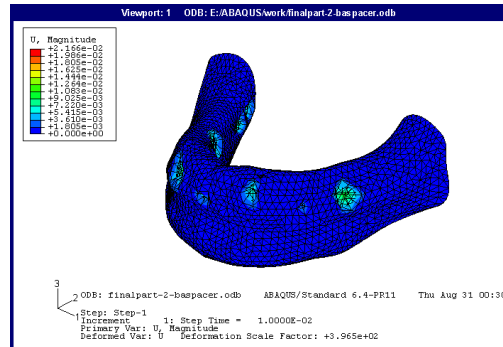 Viewport: 1 ODB: E:/ABAQUS/work/finalpart-2-baspacer.odb
U, Magnitude
+2.166e-02
+1.986e-02
+1.805e-02
+1.625e-02
+1.444e-02
+1.264e-02
+1.083e-02
+9.025e-03
+7.220e-03
+5.415e-03
+3.610e-03
+1.805e-03
+0.000e+00
3
2
1
ODB: finalpart-2-baspacer.odb ABAQUS/Standard 6.4-PR11 Thu Aug 31 00:38
Step: Step-1
Increment 1: Step Time = 1.0000E-02
Primary Var: U, Magnitude
Deformed Var: U Deformation Scale Factor: +3.965e+02